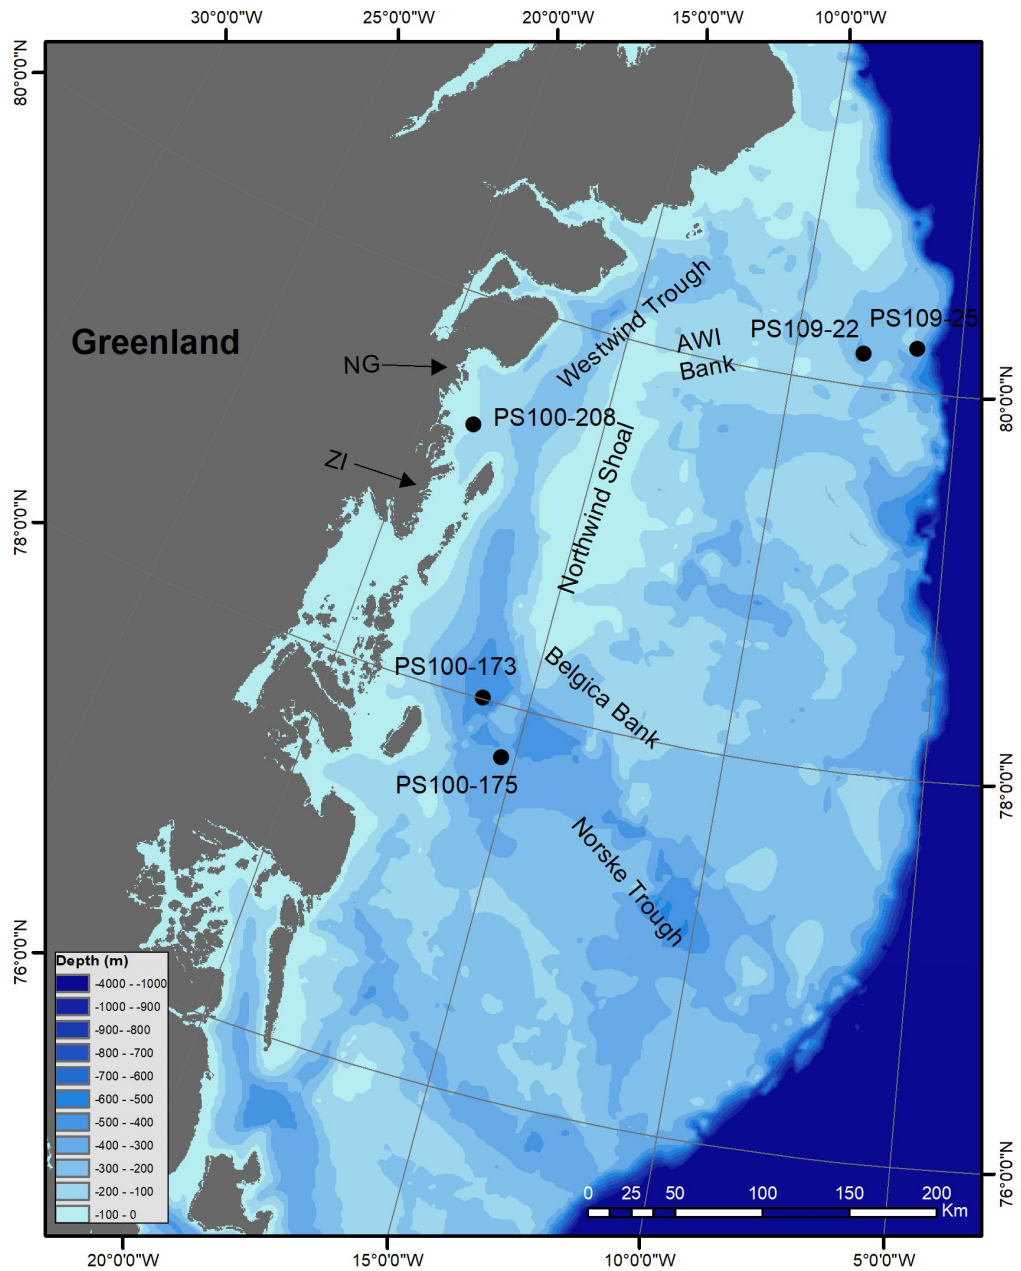 30°0'0"W
25°0'0"W
20°0'0"W
15°0'0"W
10°0'0"W
80°0'0"N
Greenland
NG
ZI
Westwind Trough
AWI
Bank
PS109-22
PS109-25
PS100-208
80°0'0"N
78°0'0"N
Northwind Shoal
PS100-173
Belgica Bank
PS100-175
78°0'0"N
Norske Trough
76°0'0"N
Depth (m)
-4000 - -1000
-1000 - -900
-900 - -800
-800 - -700
-700 - -600
-600 - -500
-500 - -400
-400 - -300
-300 - -200
-200 - -100
-100 - 0
76°0'0"N
0 25 50 100 150 200
Km
20°0'0"W
15°0'0"W
10°0'0"W
5°0'0"W